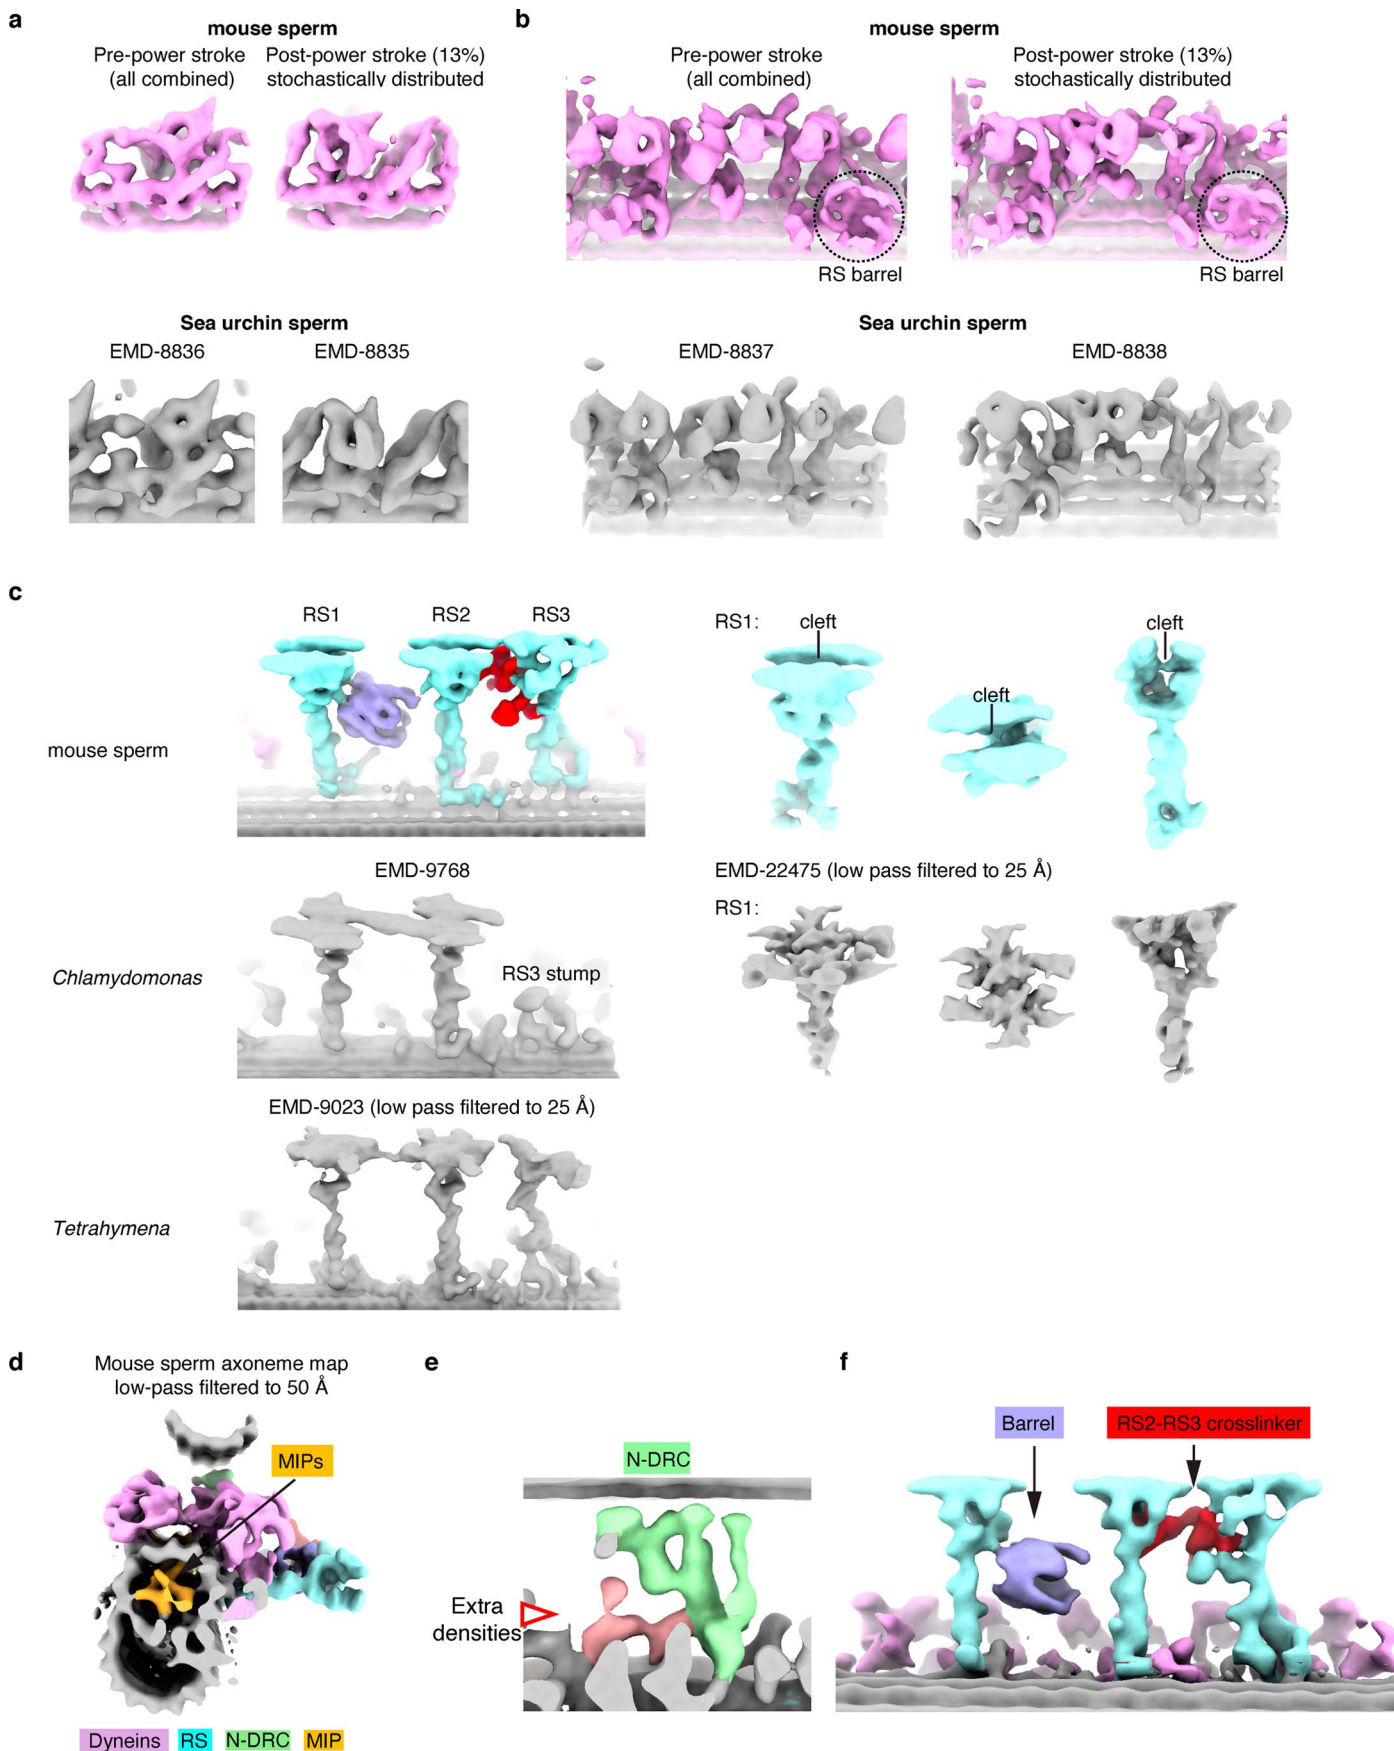 a
mouse sperm
Pre-power stroke
(all combined)
Post-power stroke (13%)
stochastically distributed
Sea urchin sperm
EMD-8836
EMD-8835
b
mouse sperm
Pre-power stroke
(all combined)
Post-power stroke (13%)
stochastically distributed
RS barrel
RS barrel
Sea urchin sperm
EMD-8837
EMD-8838
c
RS1
RS2
RS3
RS1:
cleft
cleft
cleft
mouse sperm
EMD-9768
EMD-22475 (low pass filtered to 25 Å)
RS1:
Chlamydomonas
RS3 stump
EMD-9023 (low pass filtered to 25 Å)
Tetrahymena
d
Mouse sperm axoneme map
low-pass filtered to 50 Å
MIPs
Dyneins
RS
N-DRC
MIP
e
N-DRC
Extra
densities
f
Barrel
RS2-RS3 crosslinker